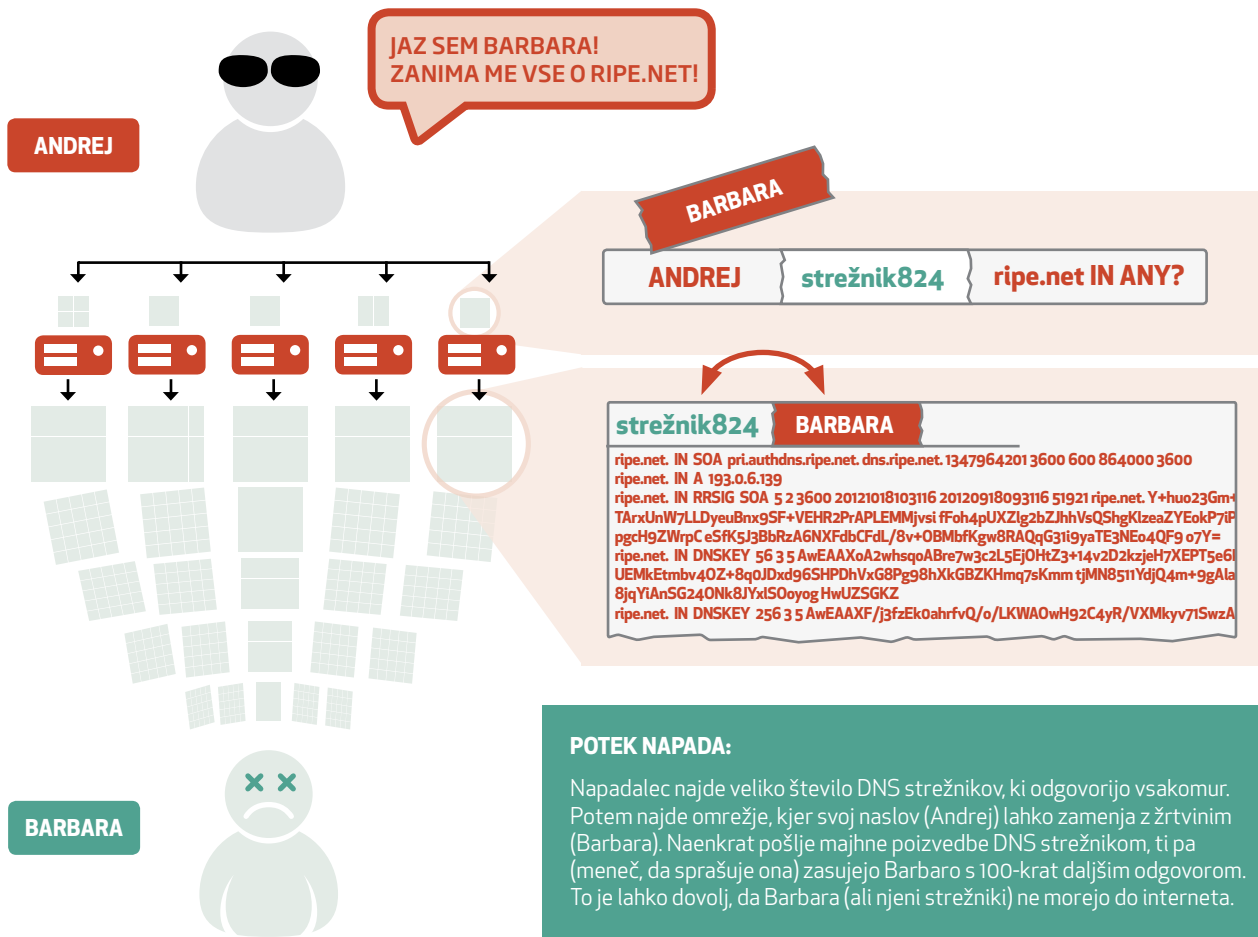 JAZ SEM BARBARA!
ZANIMA ME VSE O RIPE.NET!
ANDREJ
BARBARA
ANDREJ
strežnik824
ripe.net IN ANY?
strežnik824
BARBARA
ripe.net. IN SOA pri.authdns.ripe.net. dns.ripe.net. 1347964201 3600 600 864000 3600
ripe.net. IN A 193.0.6.139
ripe.net. IN RRSIG SOA 5 2 3600 20121018103116 20120918093116 51921 ripe.net. Y+huo23Gm+
TArxUnW7LLDyeuBnx9SF+VEHR2PrAPLEMMjvsi fFoh4pUXZlg2bZJhhVsQShgKlzeaZYEokP7iP
pgcH9ZWrpC eSfK5J3BbRzA6NXFdbCFdL/8v+OBMbfKgw8RAQqG31i9yaTE3NEo4QF9 o7Y=
ripe.net. IN DNSKEY 56 3 5 AwEAAXoA2whsqoABre7w3c2L5EjOHtZ3+14v2D2kzjeH7XEPT5e6
UEMkEtmbv4OZ+8q0JDxd96SHPDhVxG8Pg98hXkGBZKHmq7sKmm tjMN8511YdjQ4m+9gAla
8jqYiAnSG24ONk8JYxlSOoyog HwUZSGKZ
ripe.net. IN DNSKEY 256 3 5 AwEAAXF/j3fzEk0ahrfvQ/o/LKWAOwH92C4yR/VXMkyv71SwzA
POTEK NAPADA:
Napadalec najde veliko število DNS strežnikov, ki odgovorijo vsakomur.
Potem najde omrežje, kjer svoj naslov (Andrej) lahko zamenja z žrtvinim
(Barbara). Naenkrat pošlje majhne poizvedbe DNS strežnikom, ti pa
(meneč, da sprašuje ona) zasujejo Barbaro s 100-krat daljšim odgovorom.
To je lahko dovolj, da Barbara (ali njeni strežniki) ne morejo do interneta.
BARBARA